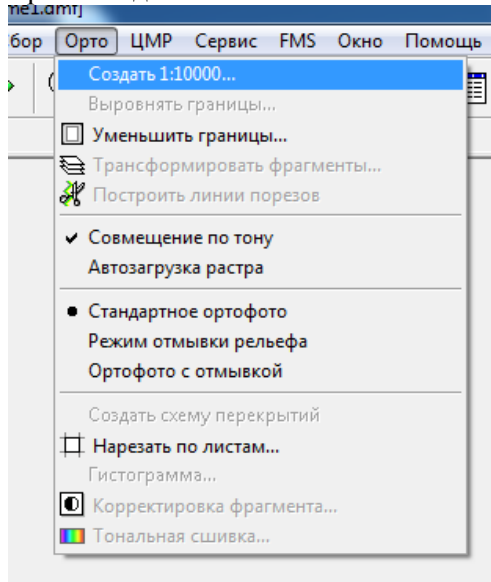 me1.dmf]
бор Орто ЦМР Сервис FMS Окно Помощь
Создать 1:10000...
Выровнять границы...
Уменьшить границы...
Трансформировать фрагменты...
Построить линии порезов
Совмещение по тону
Автозагрузка растра
Стандартное ортофото
Режим отмывки рельефа
Ортофото с отмывкой
Создать схему перекрытий
Нарезать по листам...
Гистограмма...
Корректировка фрагмента...
Тональная сшивка...